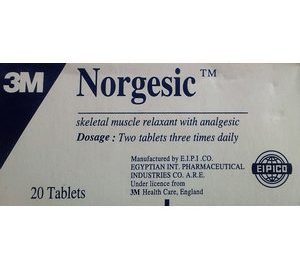 3M
Norgesic™
skeletal muscle relaxant with analgesic
Dosage : Two tablets three times daily
Manufactured by E.I.P.I .CO.
EGYPTIAN INT. PHARMACEUTICAL
INDUSTRIES CO. A.R.E.
Under licence from
3M Health Care, England
EIPICO
20 Tablets